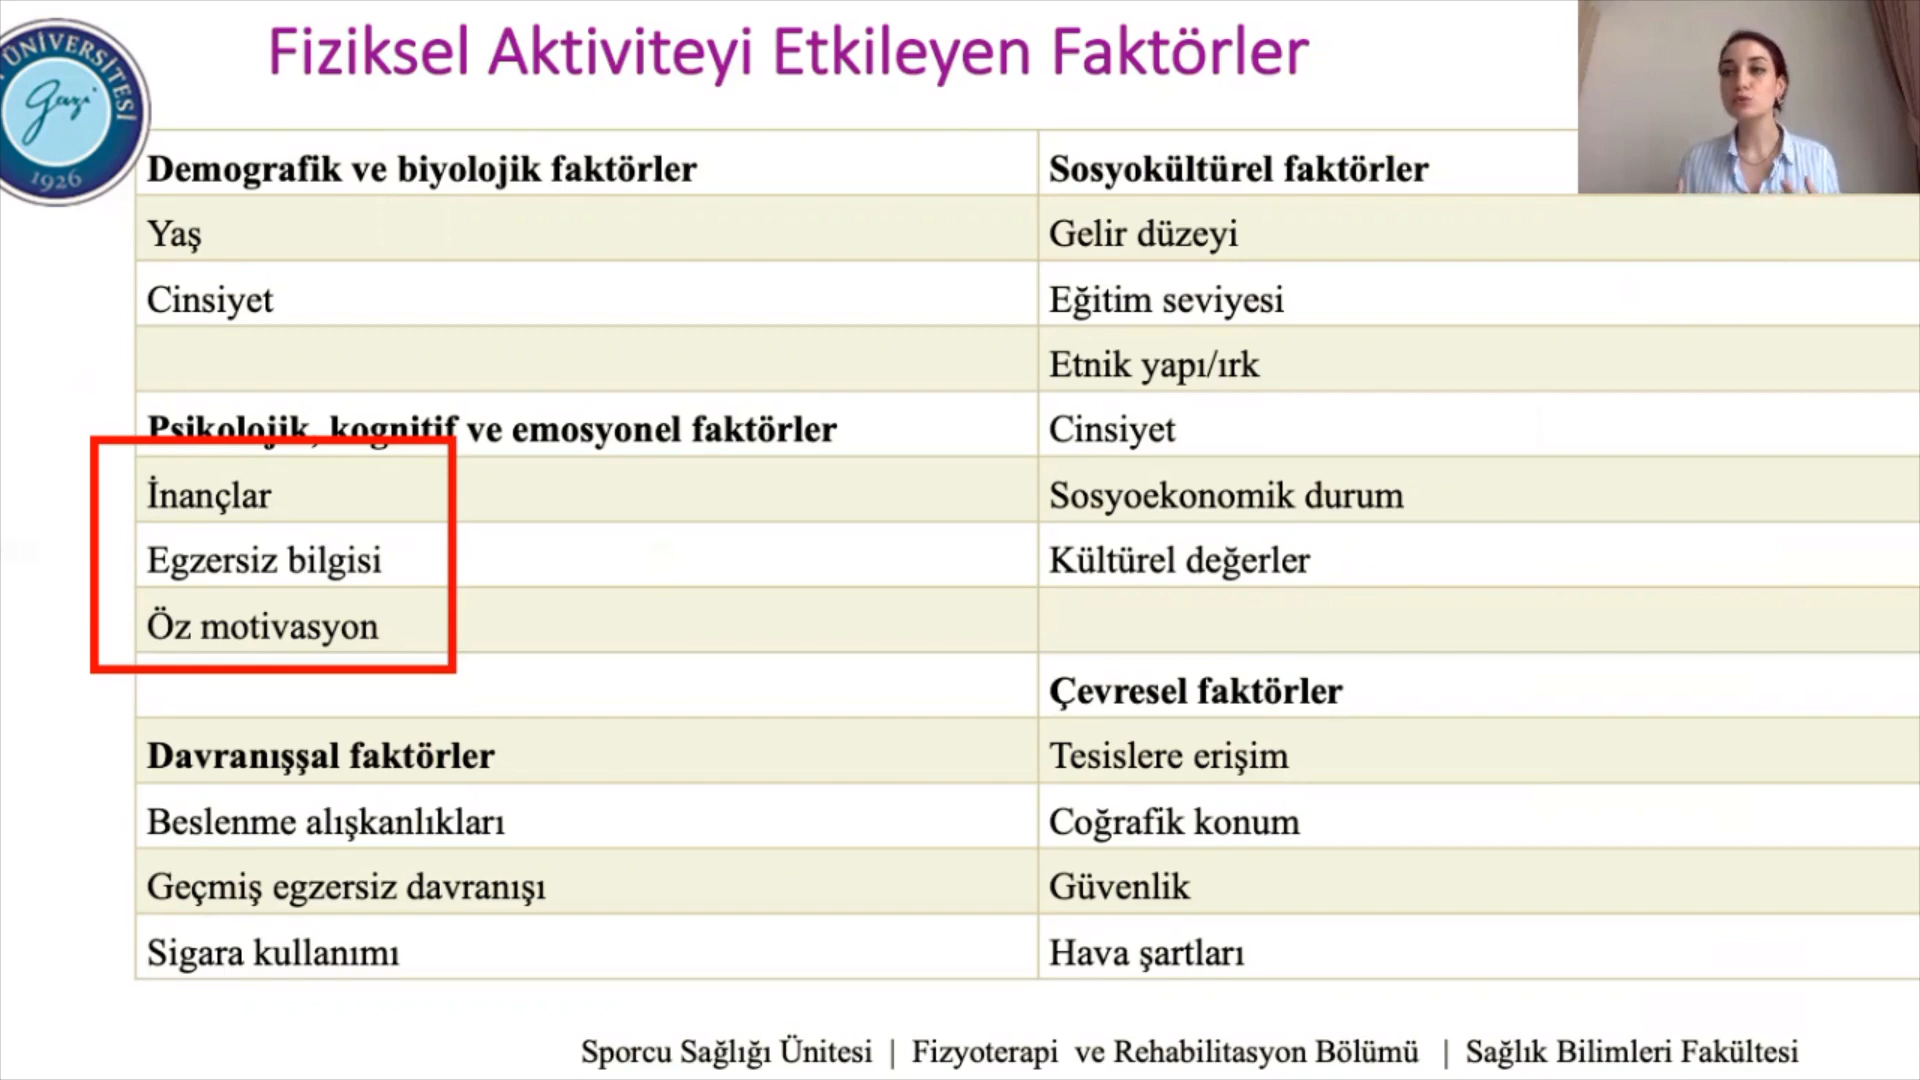 Fiziksel Aktiviteyi Etkileyen Faktörler
ÜNİVERSİTESİ
Gazi
1926
Demografik ve biyolojik faktörler
Yaş
Cinsiyet
Psikolojik, kognitif ve emosyonel faktörler
İnançlar
Egzersiz bilgisi
Öz motivasyon
Davranışsal faktörler
Beslenme alışkanlıkları
Geçmiş egzersiz davranışı
Sigara kullanımı
Sosyokültürel faktörler
Gelir düzeyi
Eğitim seviyesi
Etnik yapı/ırk
Cinsiyet
Sosyoekonomik durum
Kültürel değerler
Çevresel faktörler
Tesislere erişim
Coğrafik konum
Güvenlik
Hava şartları
Sporcu Sağlığı Ünitesi | Fizyoterapi ve Rehabilitasyon Bölümü | Sağlık Bilimleri Fakültesi